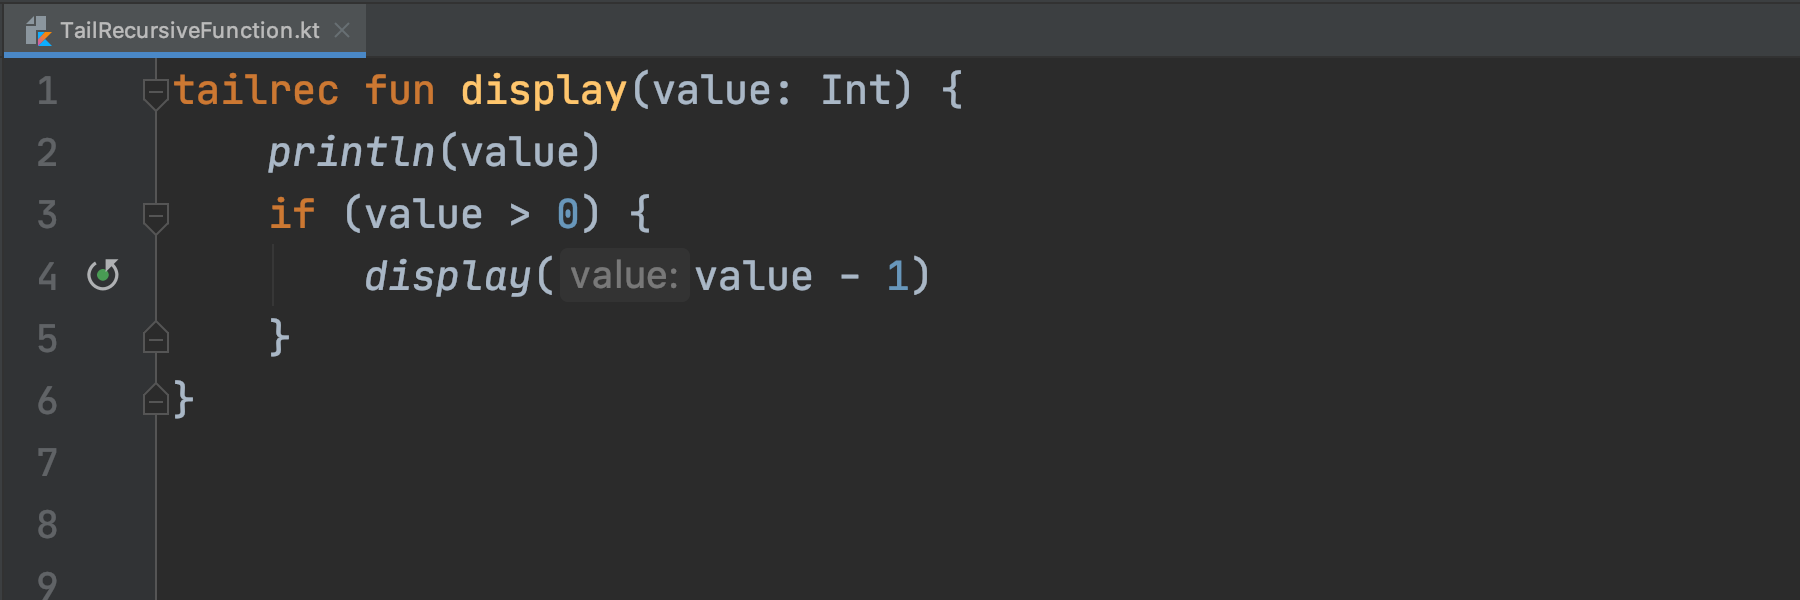 TailRecursiveFunction.kt
1 tailrec fun display(value: Int) {
2 println(value)
3 if (value > 0) {
4 display( value: value - 1)
5 }
6 }
7
8
9